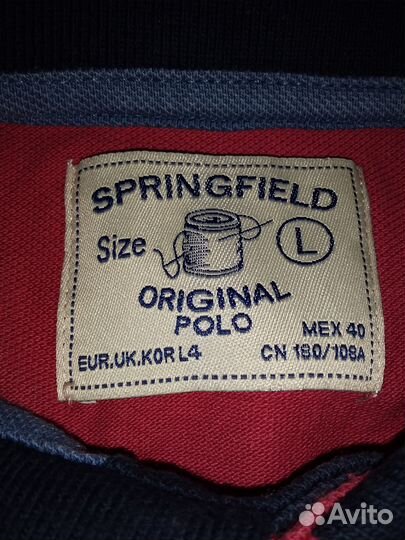 SPRINGFIELD
Size L
ORIGINAL
POLO
MEX 40
EUR.UK.KOR L4 CN 180/108A
Avito